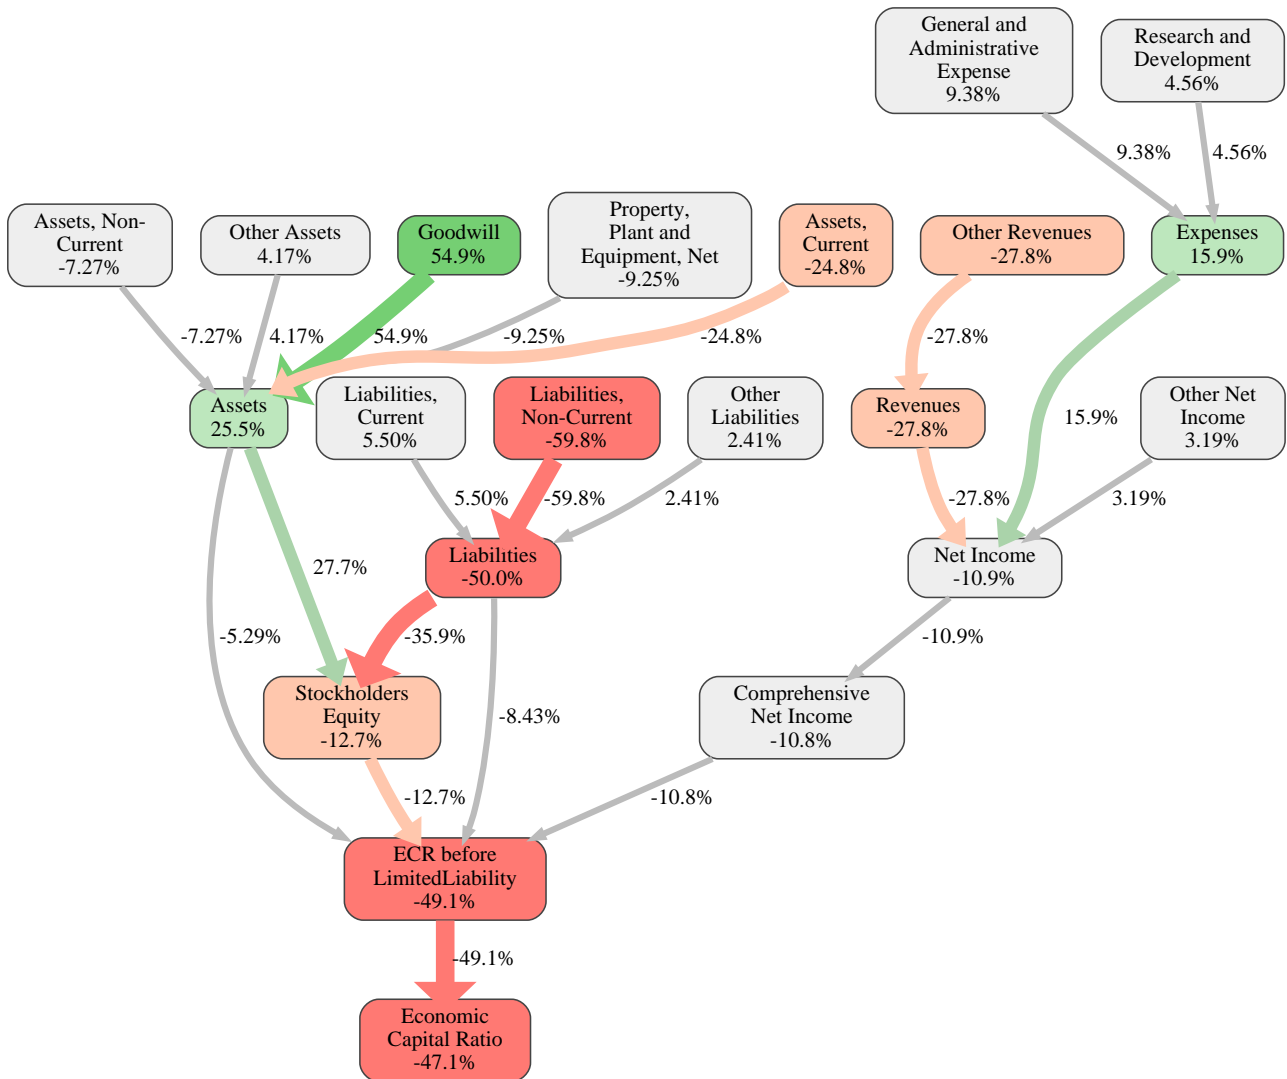 General and
Administrative
Expense
9.38%
Research and
Development
4.56%
9.38%
4.56%
Assets, Non-
Current
-7.27%
Other Assets
4.17%
Goodwill
54.9%
Property,
Plant and
Equipment, Net
-9.25%
Assets,
Current
-24.8%
Other Revenues
-27.8%
Expenses
15.9%
-7.27%
4.17%
54.9%
-9.25%
-24.8%
-27.8%
15.9%
Assets
25.5%
Liabilities,
Current
5.50%
Liabilities,
Non-Current
-59.8%
Other
Liabilities
2.41%
Revenues
-27.8%
Other Net
Income
3.19%
5.50%
-59.8%
2.41%
-27.8%
3.19%
27.7%
Liabilities
-50.0%
Net Income
-10.9%
-5.29%
-35.9%
-10.9%
Stockholders
Equity
-12.7%
-8.43%
Comprehensive
Net Income
-10.8%
-12.7%
-10.8%
ECR before
LimitedLiability
-49.1%
-49.1%
Economic
Capital Ratio
-47.1%